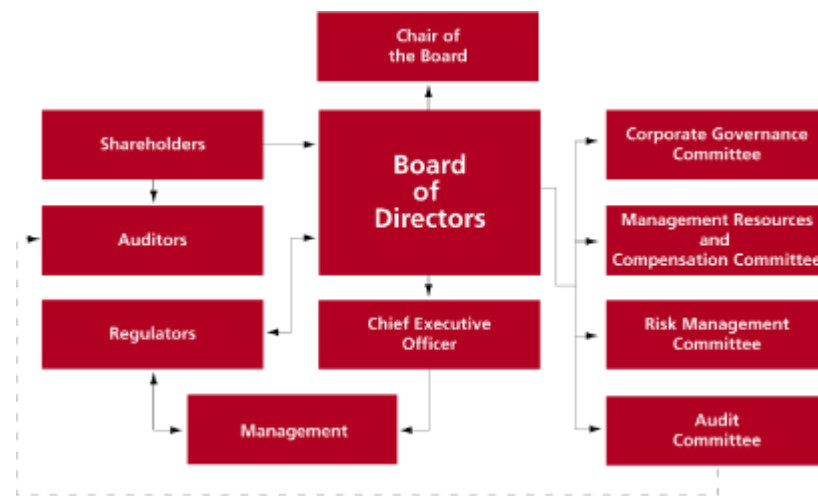 Chair of
the Board
Shareholders
Board
of
Directors
Corporate Governance
Committee
Auditors
Management Resources
and
Compensation Committee
Regulators
Chief Executive
Officer
Risk Management
Committee
Management
Audit
Committee